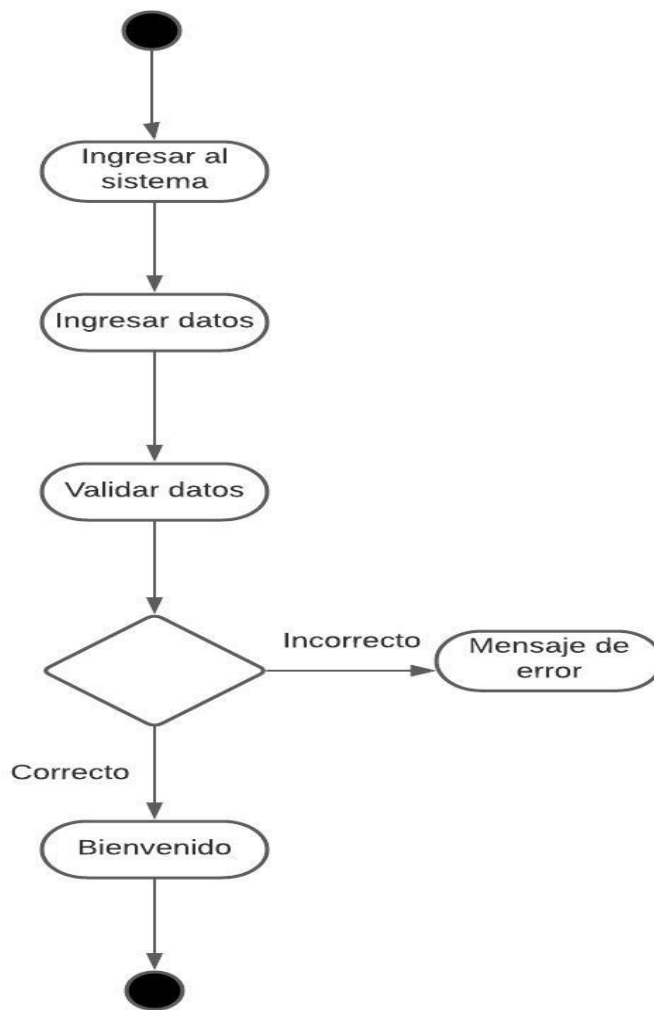 Ingresar al
sistema
Ingresar datos
Validar datos
Incorrecto
Mensaje de
error
Correcto
Bienvenido